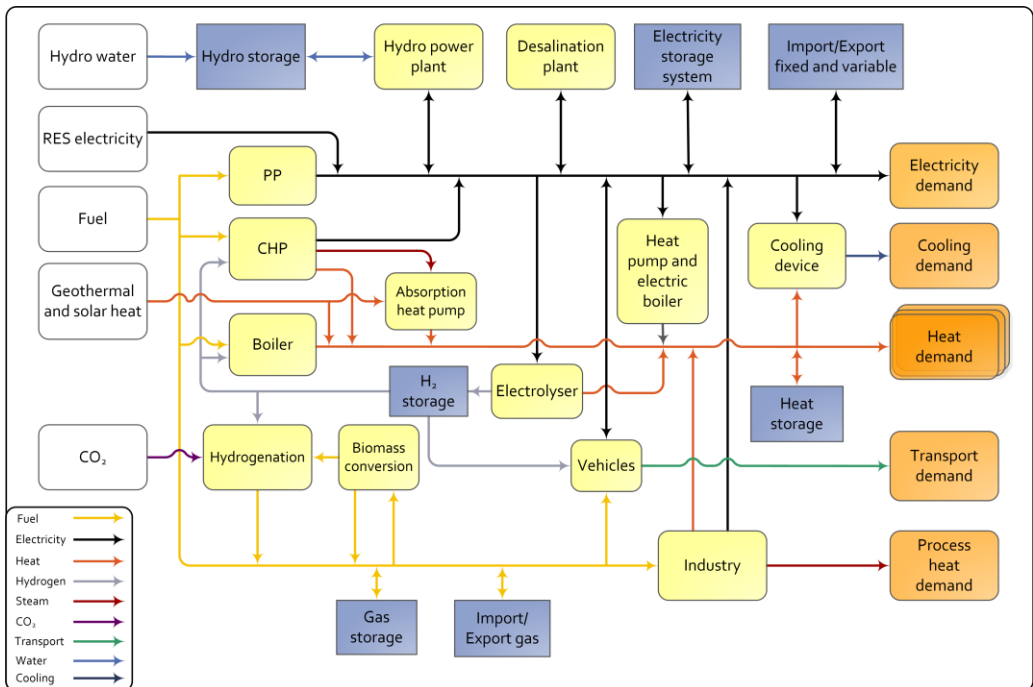 Hydro water
Hydro storage
Hydro power
plant
Desalination
plant
Electricity
storage
system
Import/Export
fixed and variable
RES electricity
PP
Electricity
demand
Fuel
CHP
Heat
pump and
electric
boiler
Cooling
device
Cooling
demand
Geothermal
and solar heat
Absorption
heat pump
Boiler
Heat
demand
H₂
storage
Electrolyser
Heat
storage
CO₂
Hydrogenation
Biomass
conversion
Vehicles
Transport
demand
Fuel
Electricity
Heat
Hydrogen
Steam
CO₂
Transport
Water
Cooling
Industry
Process
heat
demand
Gas
storage
Import/
Export gas